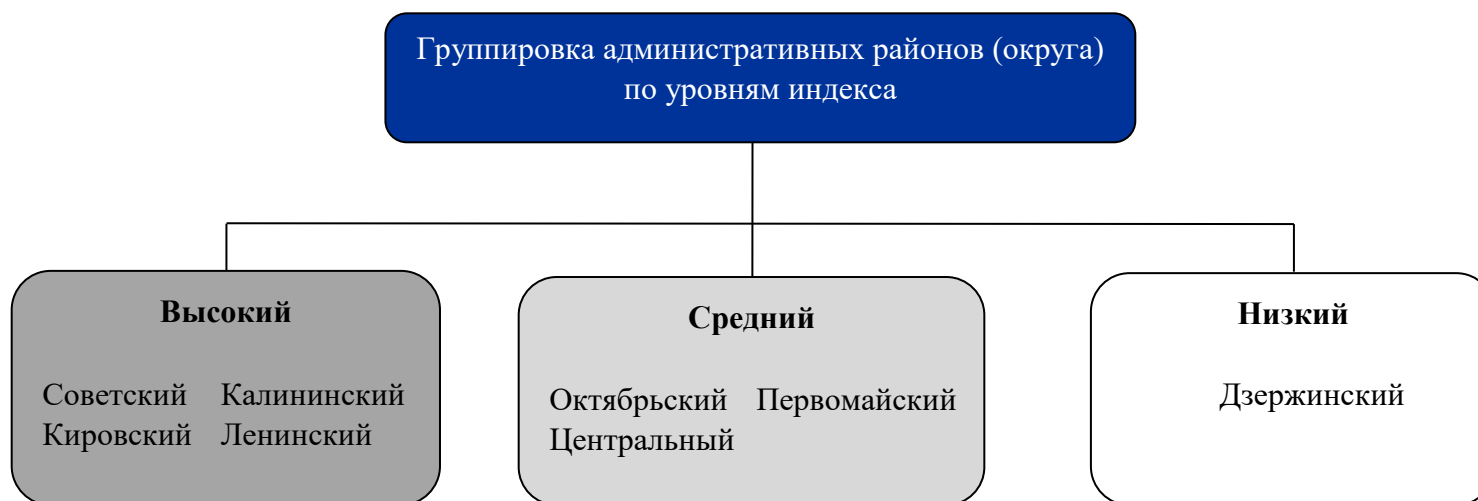 Группировка административных районов (округа)
по уровням индекса
Высокий
Советский Калининский
Кировский Ленинский
Средний
Октябрьский Первомайский
Центральный
Низкий
Дзержинский